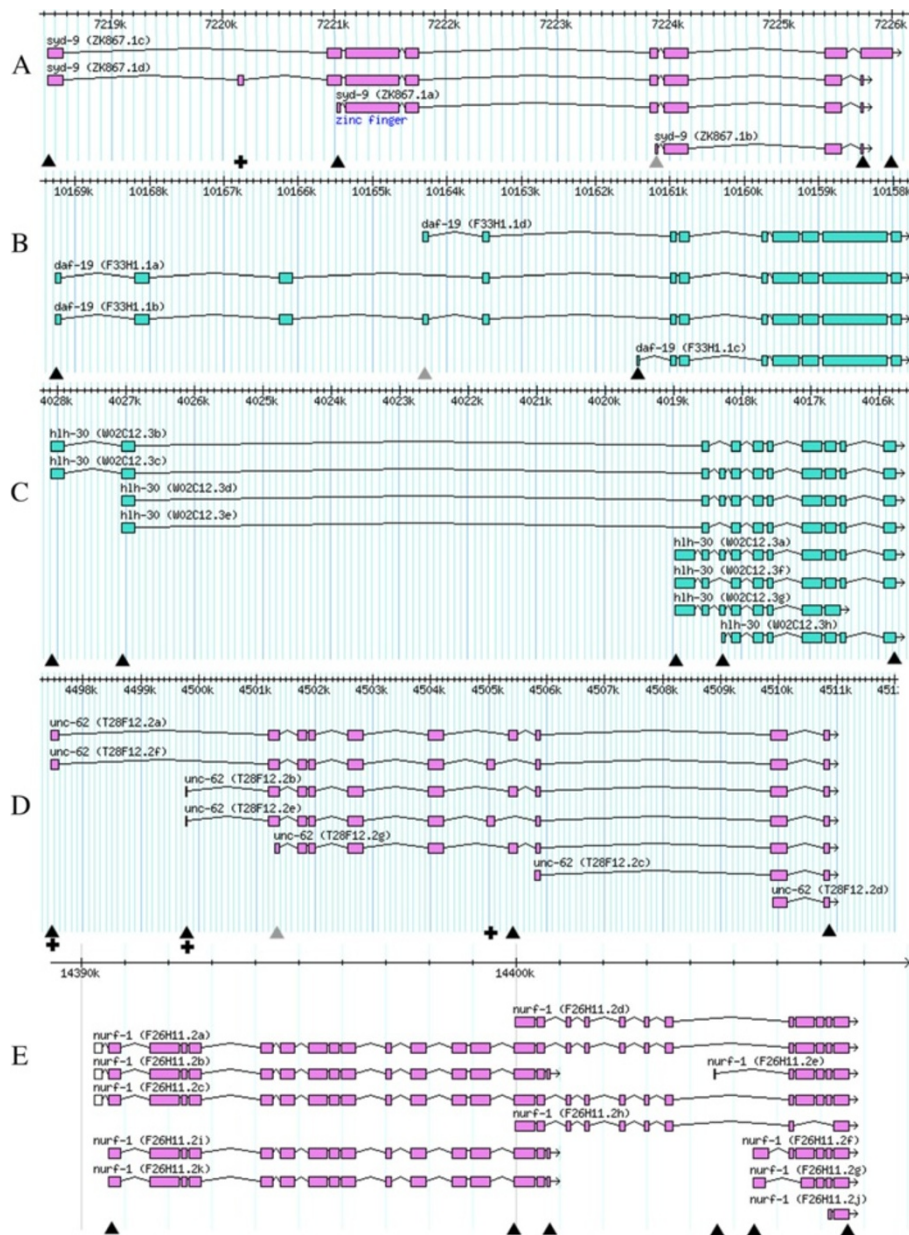 7219k 7220k 7221k 7222k 7223k 7224k 7225k 7226k
A
syd-9 (ZK867.1c)
syd-9 (ZK867.1d)
syd-9 (ZK867.1a)
zinc finger
syd-9 (ZK867.1b)
10169k 10168k 10167k 10166k 10165k 10164k 10163k 10162k 10161k 10160k 10159k 10158k
B
daf-19 (F33H1.1d)
daf-19 (F33H1.1a)
daf-19 (F33H1.1b)
daf-19 (F33H1.1c)
4028k 4027k 4026k 4025k 4024k 4023k 4022k 4021k 4020k 4019k 4018k 4017k 4016k
C
hlh-30 (W02C12.3b)
hlh-30 (W02C12.3c)
hlh-30 (W02C12.3d)
hlh-30 (W02C12.3e)
hlh-30 (W02C12.3a)
hlh-30 (W02C12.3f)
hlh-30 (W02C12.3g)
hlh-30 (W02C12.3h)
4498k 4499k 4500k 4501k 4502k 4503k 4504k 4505k 4506k 4507k 4508k 4509k 4510k 4511k
D
unc-62 (T28F12.2a)
unc-62 (T28F12.2f)
unc-62 (T28F12.2b)
unc-62 (T28F12.2e)
unc-62 (T28F12.2g)
unc-62 (T28F12.2c)
unc-62 (T28F12.2d)
14390k 14400k
E
nurf-1 (F26H11.2d)
nurf-1 (F26H11.2a)
nurf-1 (F26H11.2b)
nurf-1 (F26H11.2e)
nurf-1 (F26H11.2c)
nurf-1 (F26H11.2h)
nurf-1 (F26H11.2i)
nurf-1 (F26H11.2f)
nurf-1 (F26H11.2k)
nurf-1 (F26H11.2g)
nurf-1 (F26H11.2j)